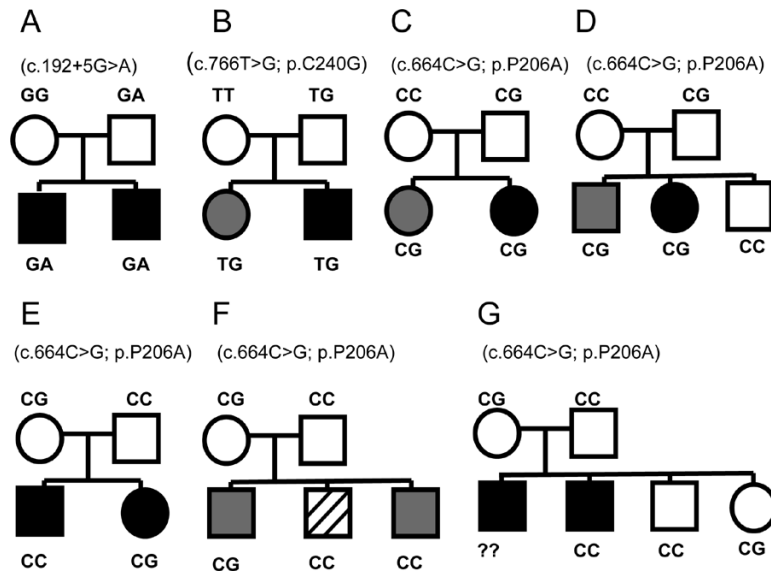 A
(c.192+5G>A)
GG GA
GA GA
B
(c.766T>G; p.C240G)
TT TG
TG TG
C
(c.664C>G; p.P206A)
CC CG
CG CG
D
(c.664C>G; p.P206A)
CC CG
CG CG CC
E
(c.664C>G; p.P206A)
CG CC
CC CG
F
(c.664C>G; p.P206A)
CG CC
CG CC CC
G
(c.664C>G; p.P206A)
CG CC
?? CC CC CG